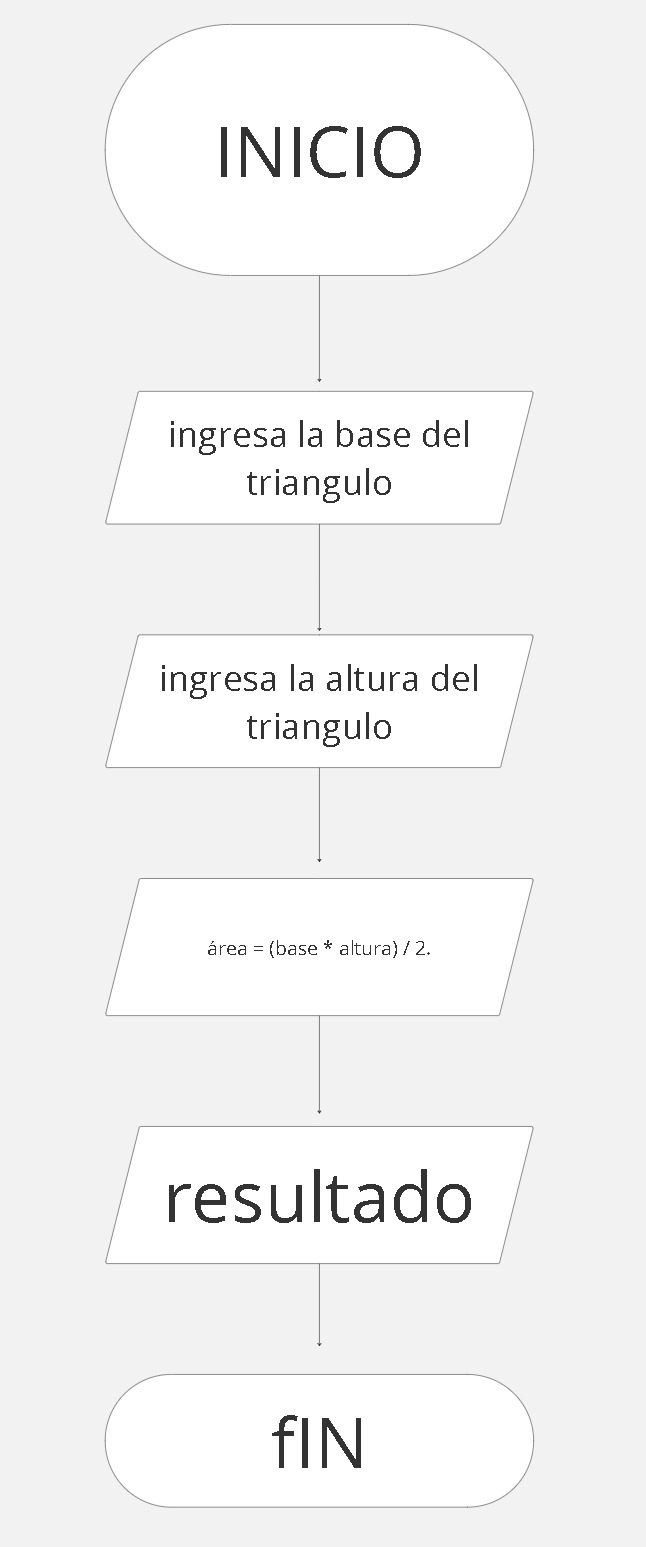 INICIO
ingresa la base del
triangulo
ingresa la altura del
triangulo
área = (base * altura) / 2.
resultado
fIN